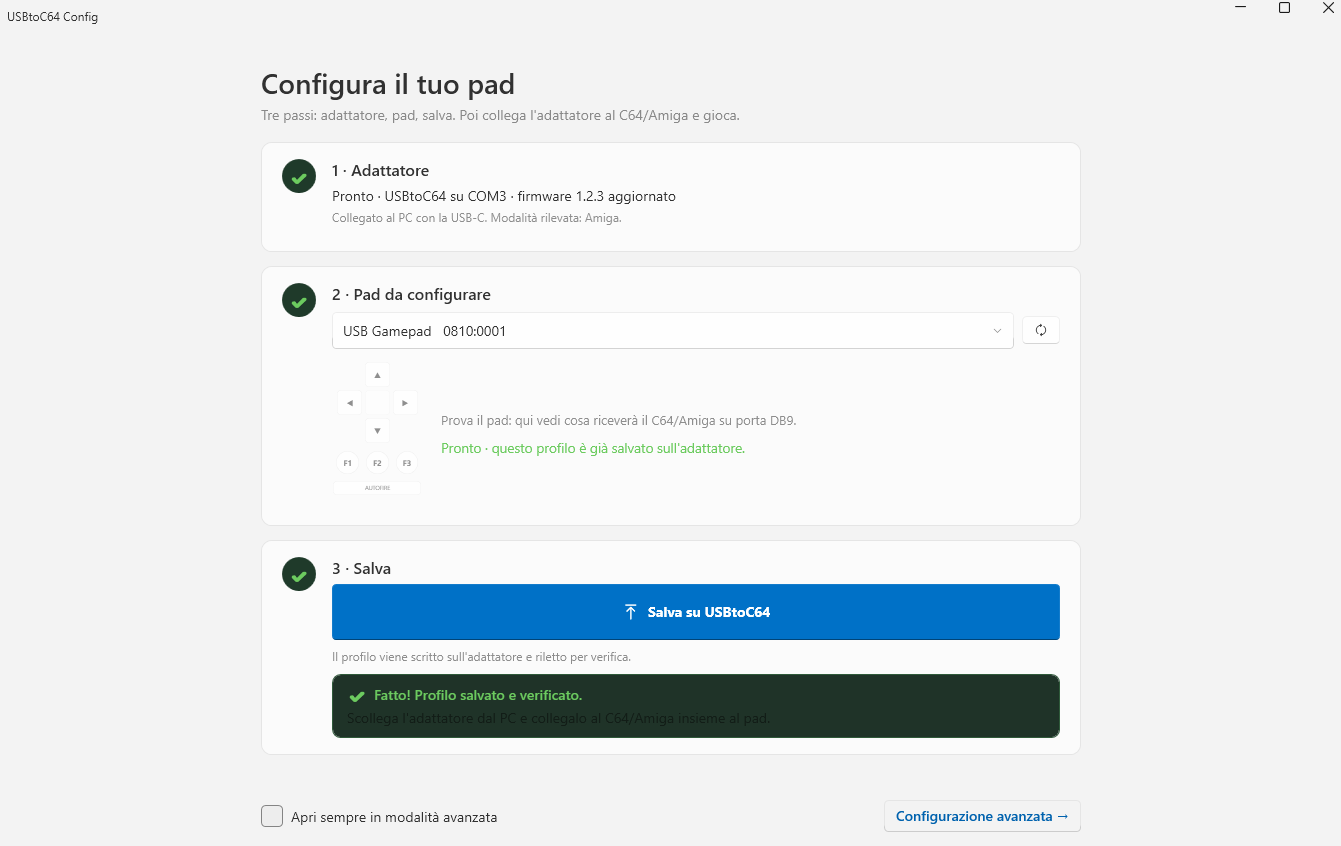 USBtoC64 Config
Configura il tuo pad
Tre passi: adattatore, pad, salva. Poi collega l'adattatore al C64/Amiga e gioca.
1 · Adattatore
Pronto · USBtoC64 su COM3 · firmware 1.2.3 aggiornato
Collegato al PC con la USB-C. Modalità rilevata: Amiga.
2 · Pad da configurare
USB Gamepad 0810:0001
Prova il pad: qui vedi cosa riceverà il C64/Amiga su porta DB9.
Pronto · questo profilo è già salvato sull'adattatore.
F1 F2 F3
AUTOFIRE
3 · Salva
Salva su USBtoC64
Il profilo viene scritto sull'adattatore e riletto per verifica.
Fatto! Profilo salvato e verificato.
Scollega l'adattatore dal PC e collegalo al C64/Amiga insieme al pad.
Apri sempre in modalità avanzata
Configurazione avanzata →